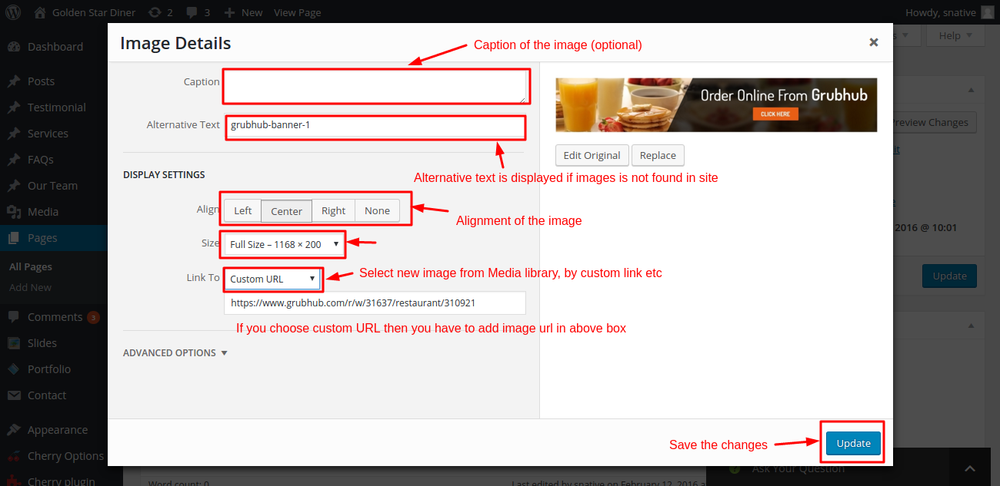 Golden Star Diner 2 3 New View Page Howdy, snative
Dashboard
Posts
Testimonial
Services
FAQs
Our Team
Media
Pages
All Pages
Add New
Comments 3
Slides
Portfolio
Contact
Appearance
Cherry Options
Cherry plugin
Help
Image Details
Caption of the image (optional)
Caption
Alternative Text grubhub-banner-1
Alternative text is displayed if images is not found in site
DISPLAY SETTINGS
Align Left Center Right None
Alignment of the image
Size Full Size – 1168 × 200
Link To Custom URL
Select new image from Media library, by custom link etc
https://www.grubhub.com/r/w/31637/restaurant/310921
If you choose custom URL then you have to add image url in above box
ADVANCED OPTIONS
Order Online From Grubhub
CLICK HERE
Edit Original Replace
Save the changes
Update
review Changes
2016 @ 10:01
Update
Ask Your Question
Word count: 0
Last edited by snative on February 12, 2016 a